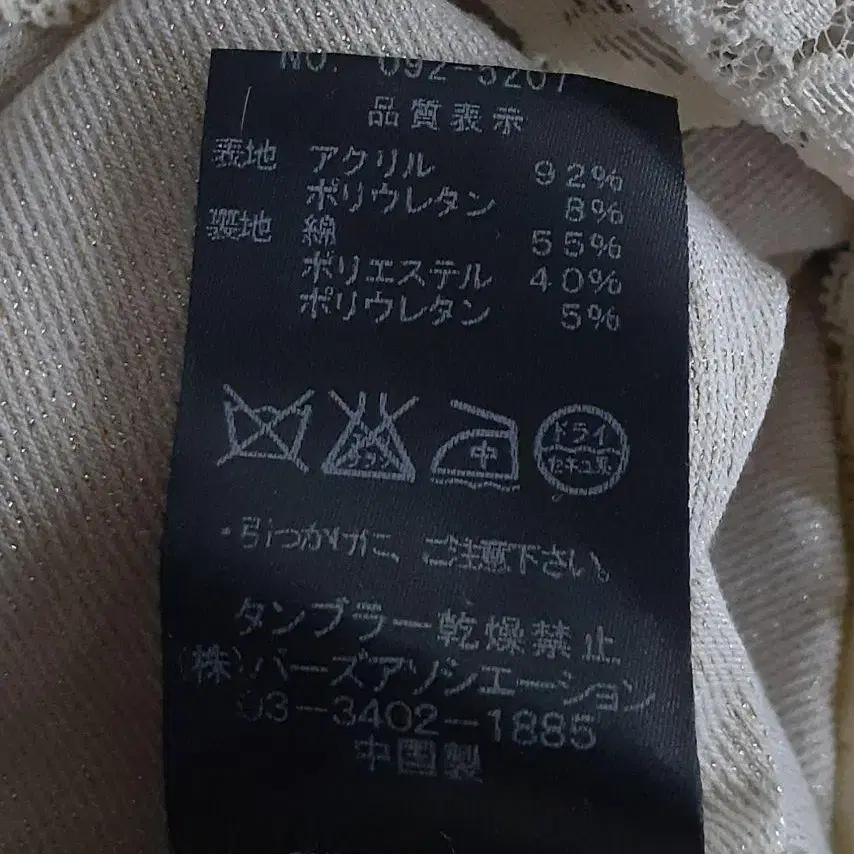 NO. 092-5207
品質表示
表地 アクリル 92%
ポリウレタン 8%
裏地 綿 55%
ポリエステル 40%
ポリウレタン 5%
中 ドライ
・引っかけに、ご注意下さい。
タンブラー乾燥禁止
(株)バーズアソシエーション
03-3402-1885
中国製